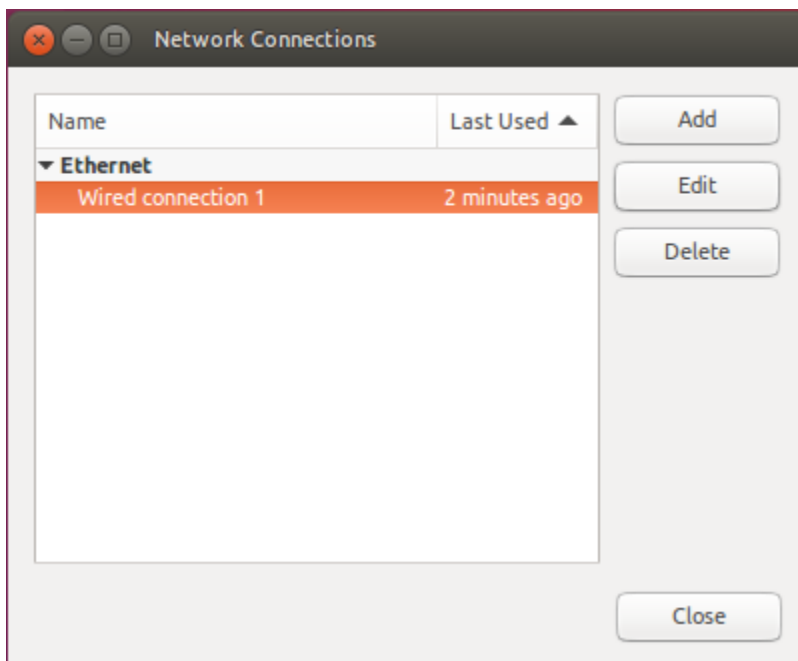 Network Connections
Name Last Used Add
Ethernet
Wired connection 1 2 minutes ago Edit
Delete
Close